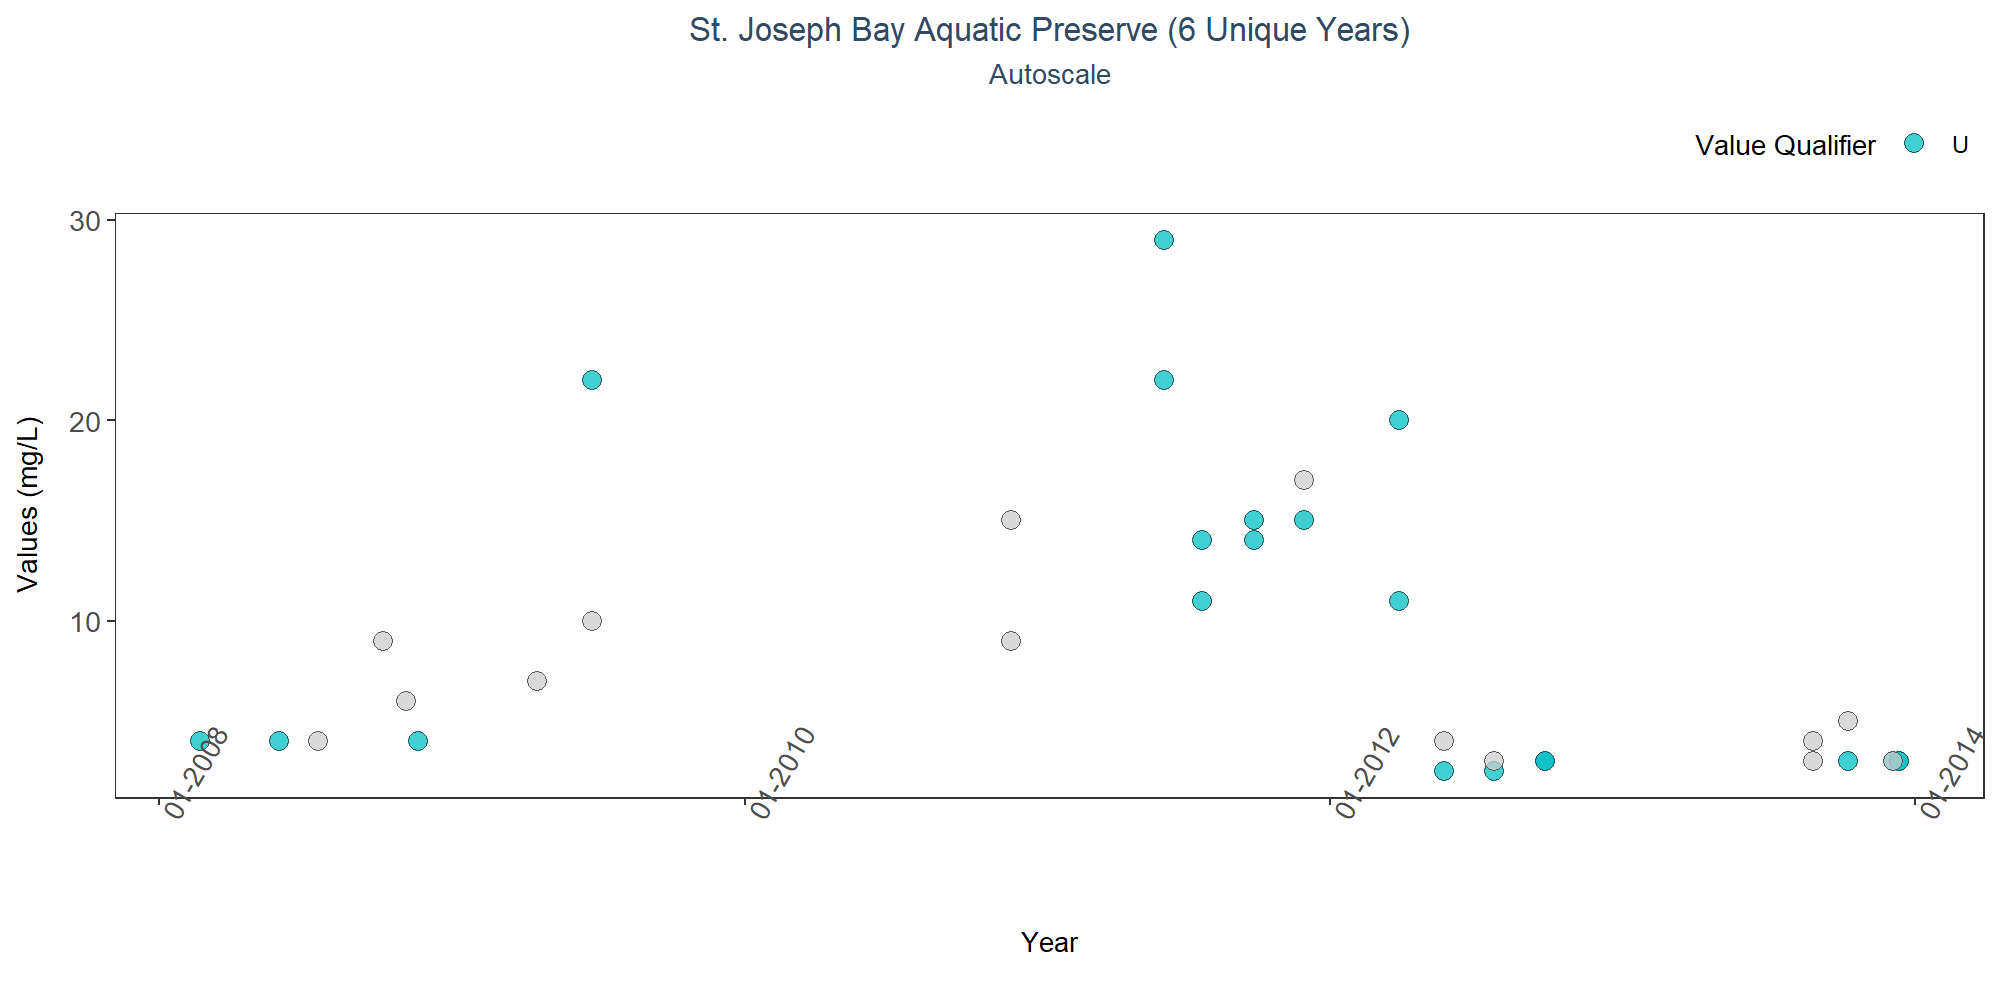 St. Joseph Bay Aquatic Preserve (6 Unique Years)
Autoscale
Value Qualifier U
30
20
10
Values (mg/L)
01-2008
01-2010
01-2012
01-2014
Year